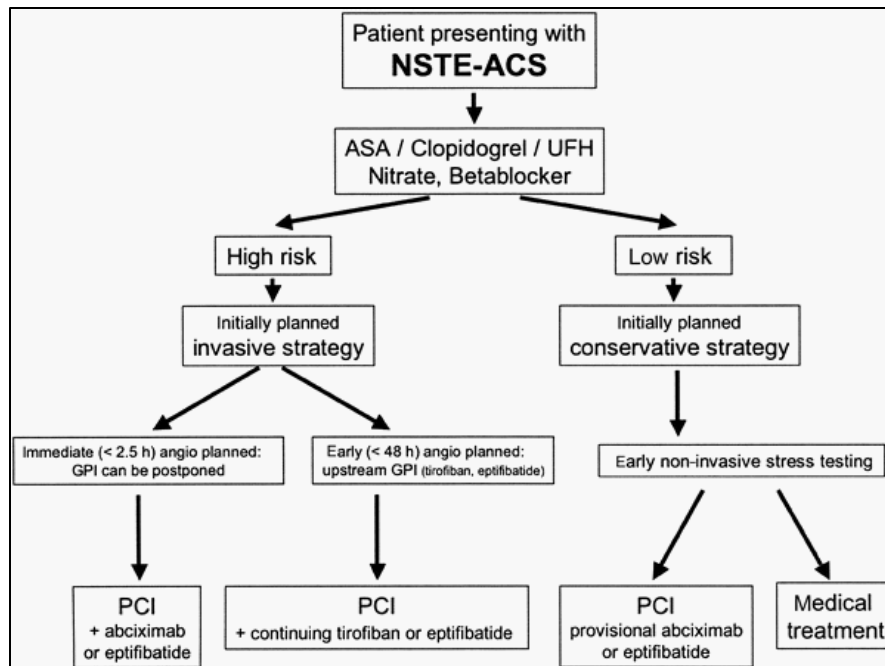 Patient presenting with
NSTE-ACS
ASA / Clopidogrel / UFH
Nitrate, Betablocker
High risk
Low risk
Initially planned
invasive strategy
Initially planned
conservative strategy
Immediate (< 2.5 h) angio planned:
GPI can be postponed
Early (< 48 h) angio planned:
upstream GPI (tirofiban, eptifibatide)
Early non-invasive stress testing
PCI
+ abciximab
or eptifibatide
PCI
+ continuing tirofiban or eptifibatide
PCI
provisional abciximab
or eptifibatide
Medical
treatment